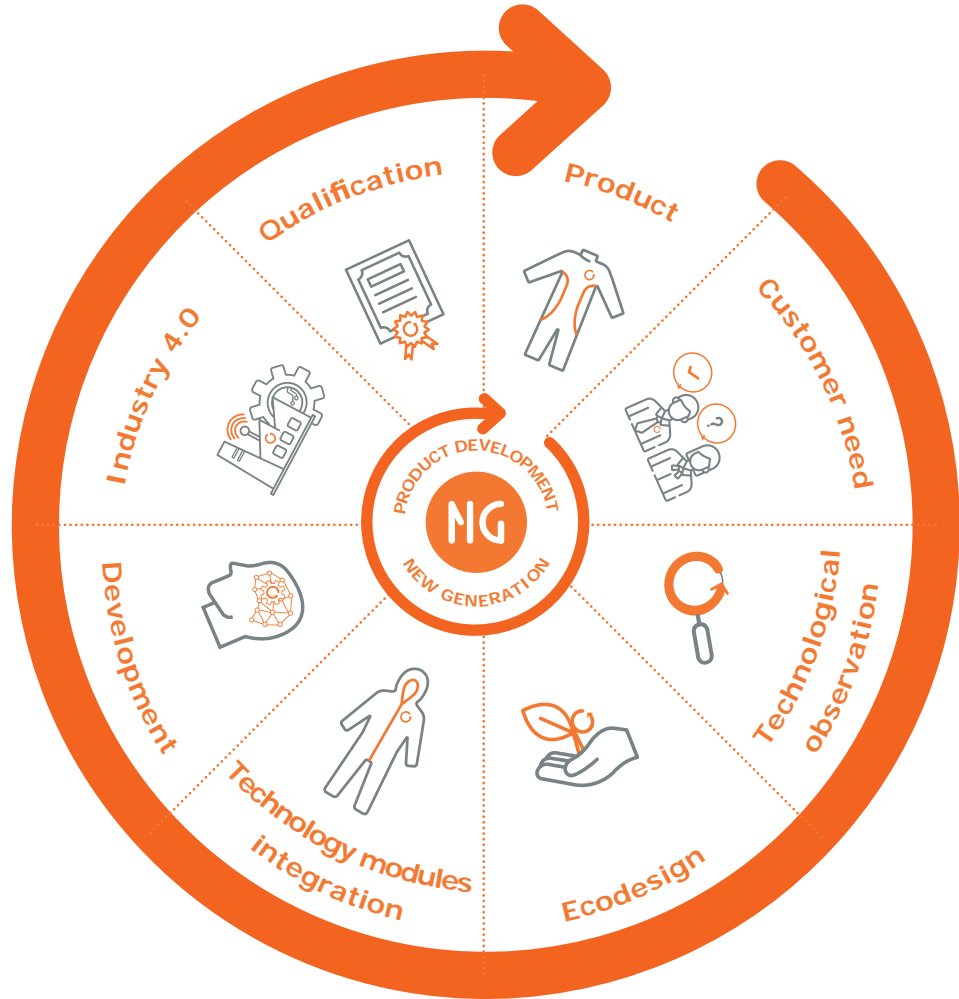 Product
Customer need
Technological
observation
Ecodesign
Technology modules
integration
Development
Industry 4.0
Qualification
PRODUCT DEVELOPMENT
NG
NEW GENERATION
?